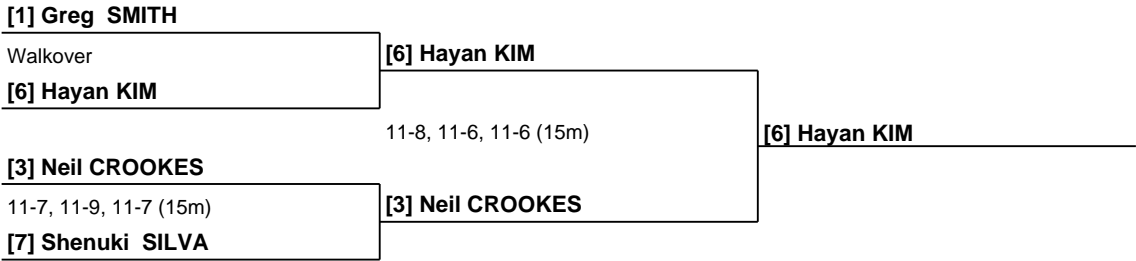 [1] Greg SMITH
Walkover
[6] Hayan KIM
[6] Hayan KIM
11-8, 11-6, 11-6 (15m)
[6] Hayan KIM
[3] Neil CROOKES
11-7, 11-9, 11-7 (15m)
[3] Neil CROOKES
[7] Shenuki SILVA